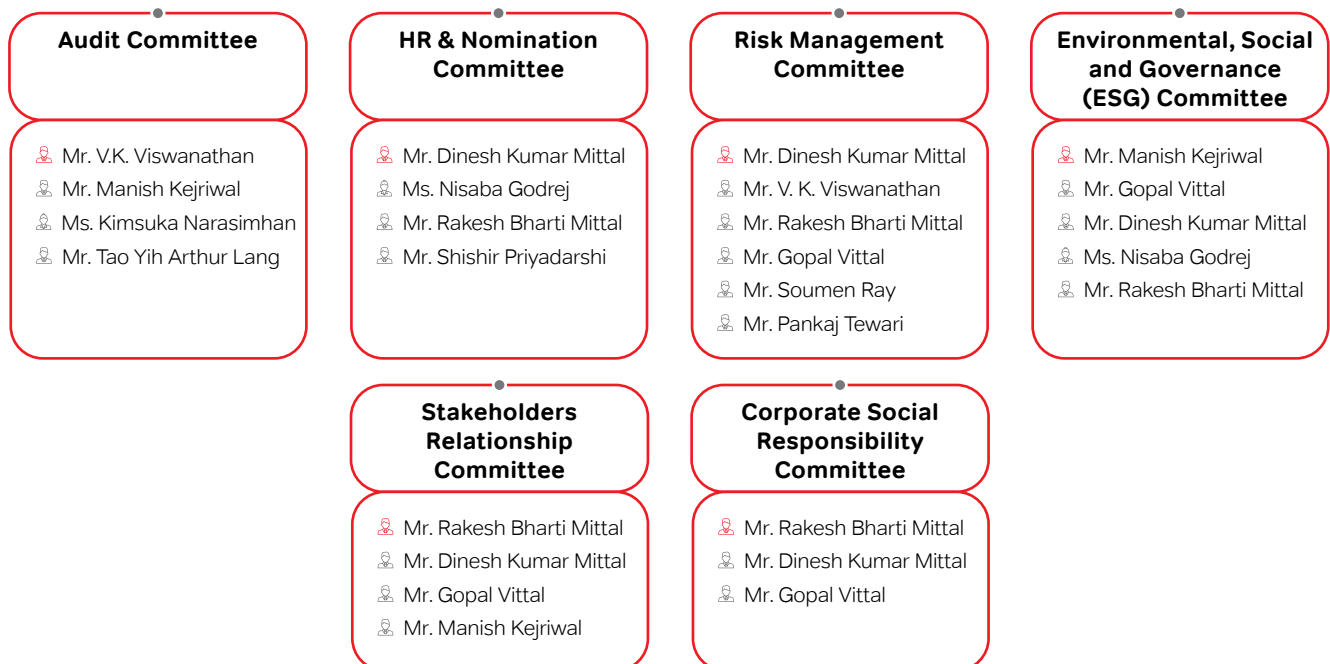 Audit Committee
Mr. V.K. Viswanathan
Mr. Manish Kejriwal
Ms. Kimsuka Narasimhan
Mr. Tao Yih Arthur Lang
HR & Nomination
Committee
Mr. Dinesh Kumar Mittal
Ms. Nisaba Godrej
Mr. Rakesh Bharti Mittal
Mr. Shishir Priyadarshi
Risk Management
Committee
Mr. Dinesh Kumar Mittal
Mr. V. K. Viswanathan
Mr. Rakesh Bharti Mittal
Mr. Gopal Vittal
Mr. Soumen Ray
Mr. Pankaj Tewari
Environmental, Social
and Governance
(ESG) Committee
Mr. Manish Kejriwal
Mr. Gopal Vittal
Mr. Dinesh Kumar Mittal
Ms. Nisaba Godrej
Mr. Rakesh Bharti Mittal
Stakeholders
Relationship
Committee
Mr. Rakesh Bharti Mittal
Mr. Dinesh Kumar Mittal
Mr. Gopal Vittal
Mr. Manish Kejriwal
Corporate Social
Responsibility
Committee
Mr. Rakesh Bharti Mittal
Mr. Dinesh Kumar Mittal
Mr. Gopal Vittal